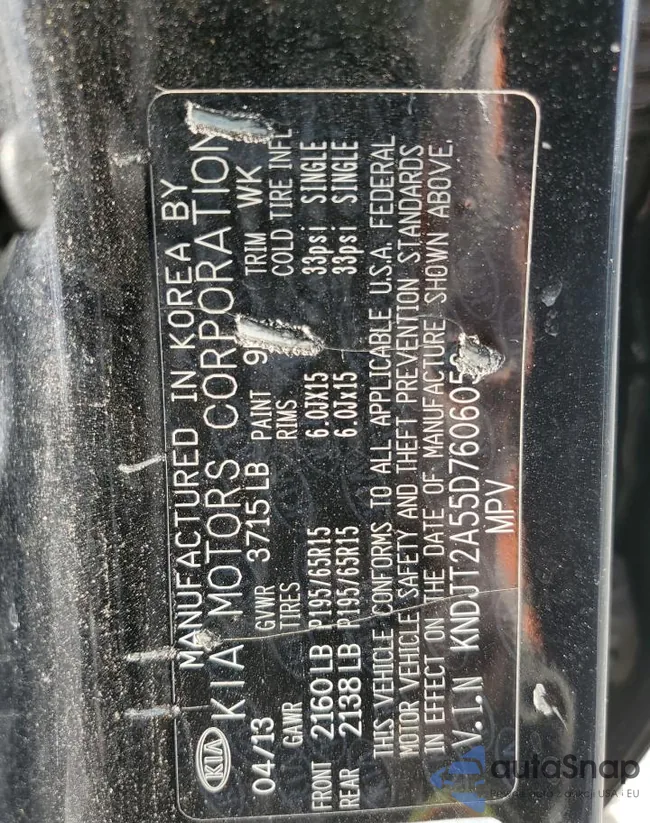 KIA MANUFACTURED IN KOREA BY
KIA MOTORS CORPORATION
04/13 GVWR 3715 LB PAINT TRIM WK
GAWR TIRES RIMS COLD TIRE INFL
FRONT 2160 LB P195/65R15 6.0JX15 33psi SINGLE
REAR 2138 LB P195/65R15 6.0JX15 33psi SINGLE
THIS VEHICLE CONFORMS TO ALL APPLICABLE U.S.A. FEDERAL
MOTOR VEHICLE SAFETY AND THEFT PREVENTION STANDARDS
IN EFFECT ON THE DATE OF MANUFACTURE SHOWN ABOVE.
V.I.N
MPV
autoSnap
USA i EU